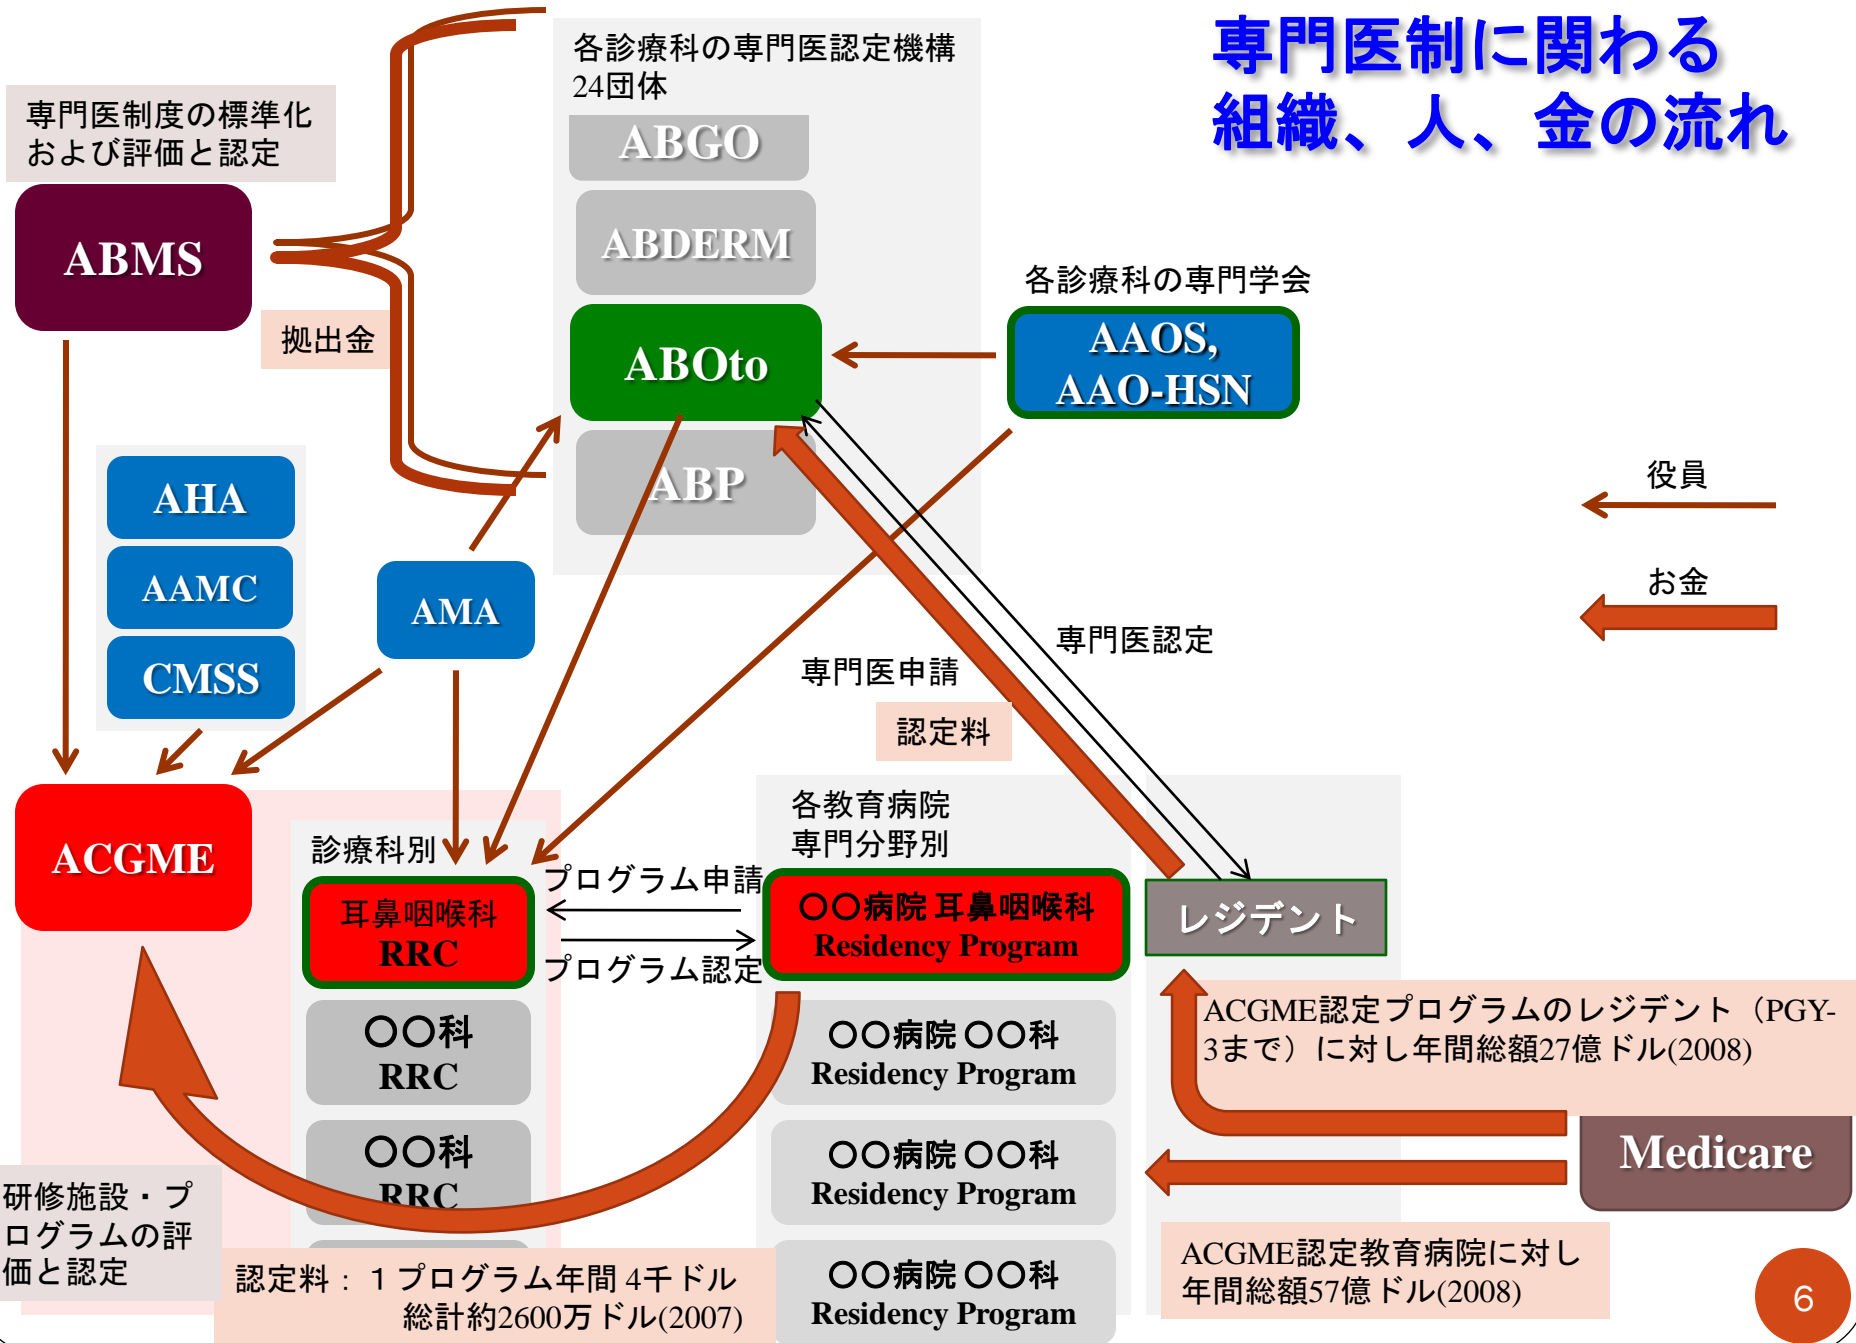 専門医制に関わる
組織、人、金の流れ
各診療科の専門医認定機構
24団体
専門医制度の標準化
および評価と認定
ABMS
ABGO
ABDERM
ABOto
ABP
拠出金
各診療科の専門学会
AAOS,
AAO-HSN
役員
お金
AHA
AAMC
CMSS
AMA
専門医認定
専門医申請
認定料
ACGME
診療科別
耳鼻咽喉科
RRC
〇〇科
RRC
〇〇科
RRC
プログラム申請
プログラム認定
各教育病院
専門分野別
〇〇病院 耳鼻咽喉科
Residency Program
〇〇病院 〇〇科
Residency Program
〇〇病院 〇〇科
Residency Program
〇〇病院 〇〇科
Residency Program
レジデント
ACGME認定プログラムのレジデント（PGY-
3まで）に対し年間総額27億ドル(2008)
Medicare
ACGME認定教育病院に対し
年間総額57億ドル(2008)
研修施設・プ
ログラムの評
価と認定
認定料：１プログラム年間 4千ドル
総計約2600万ドル(2007)
6